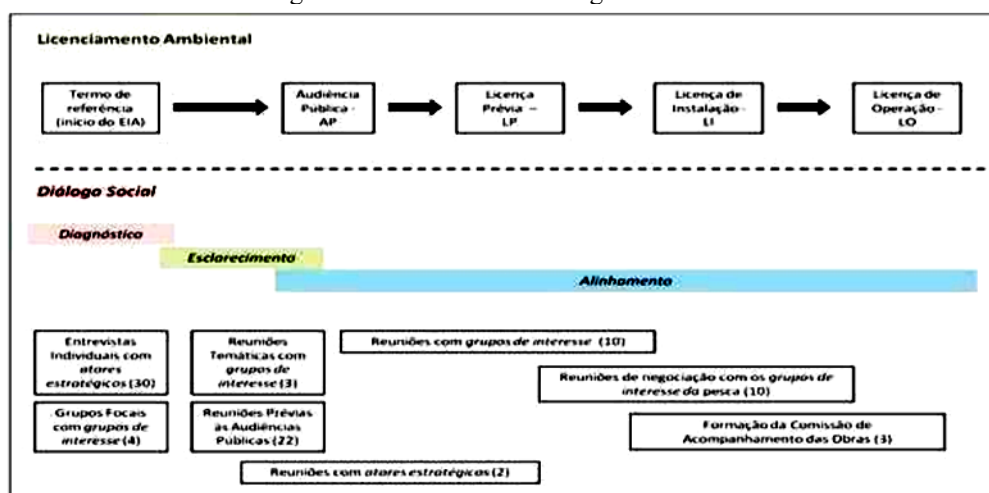 Licenciamento Ambiental
Termo de
referência
(início do EIA)
Audiência
Pública -
AP
Licença
Prévia –
LP
Licença de
Instalação -
LI
Licença de
Operação -
LO
Diálogo Social
Diagnóstico
Esclarecimento
Alinhamento
Entrevistas
Individuais com
atores
estratégicos (30)
Reuniões
Temáticas com
grupos de
interesse (3)
Reuniões com grupos de interesse (10)
Reuniões de negociação com os grupos de
interesse da pesca (10)
Grupos Focais
com grupos de
interesse (4)
Reuniões Prévias
às Audiências
Públicas (22)
Formação da Comissão de
Acompanhamento das Obras (3)
Reuniões com atores estratégicos (2)